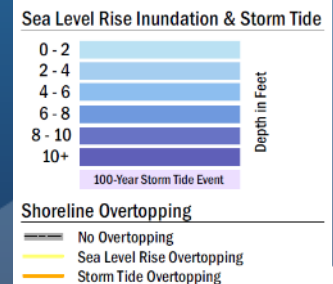 Sea Level Rise Inundation & Storm Tide
0 - 2
2 - 4
4 - 6
6 - 8
8 - 10
10+
Depth in Feet
100-Year Storm Tide Event
Shoreline Overtopping
No Overtopping
Sea Level Rise Overtopping
Storm Tide Overtopping